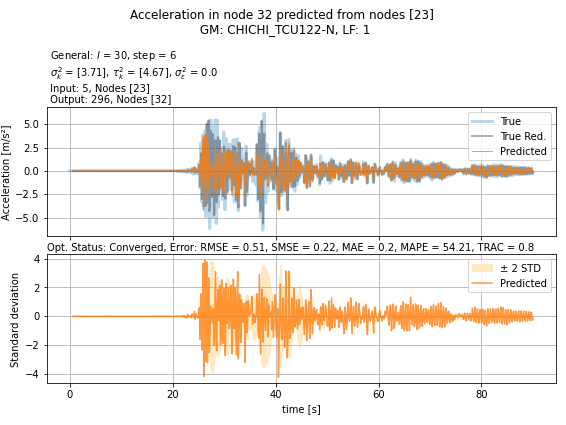 Acceleration in node 32 predicted from nodes [23]
GM: CHICHI_TCU122-N, LF: 1
General: l = 30, step = 6
σ²ₖ = [3.71], τ²ₖ = [4.67], σ²ε = 0.0
Input: 5, Nodes [23]
Output: 296, Nodes [32]
Acceleration [m/s²]
5.0
2.5
0.0
−2.5
−5.0
True
True Red.
Predicted
Opt. Status: Converged, Error: RMSE = 0.51, SMSE = 0.22, MAE = 0.2, MAPE = 54.21, TRAC = 0.8
Standard deviation
4
2
0
−2
−4
± 2 STD
Predicted
0 20 40 60 80
time [s]